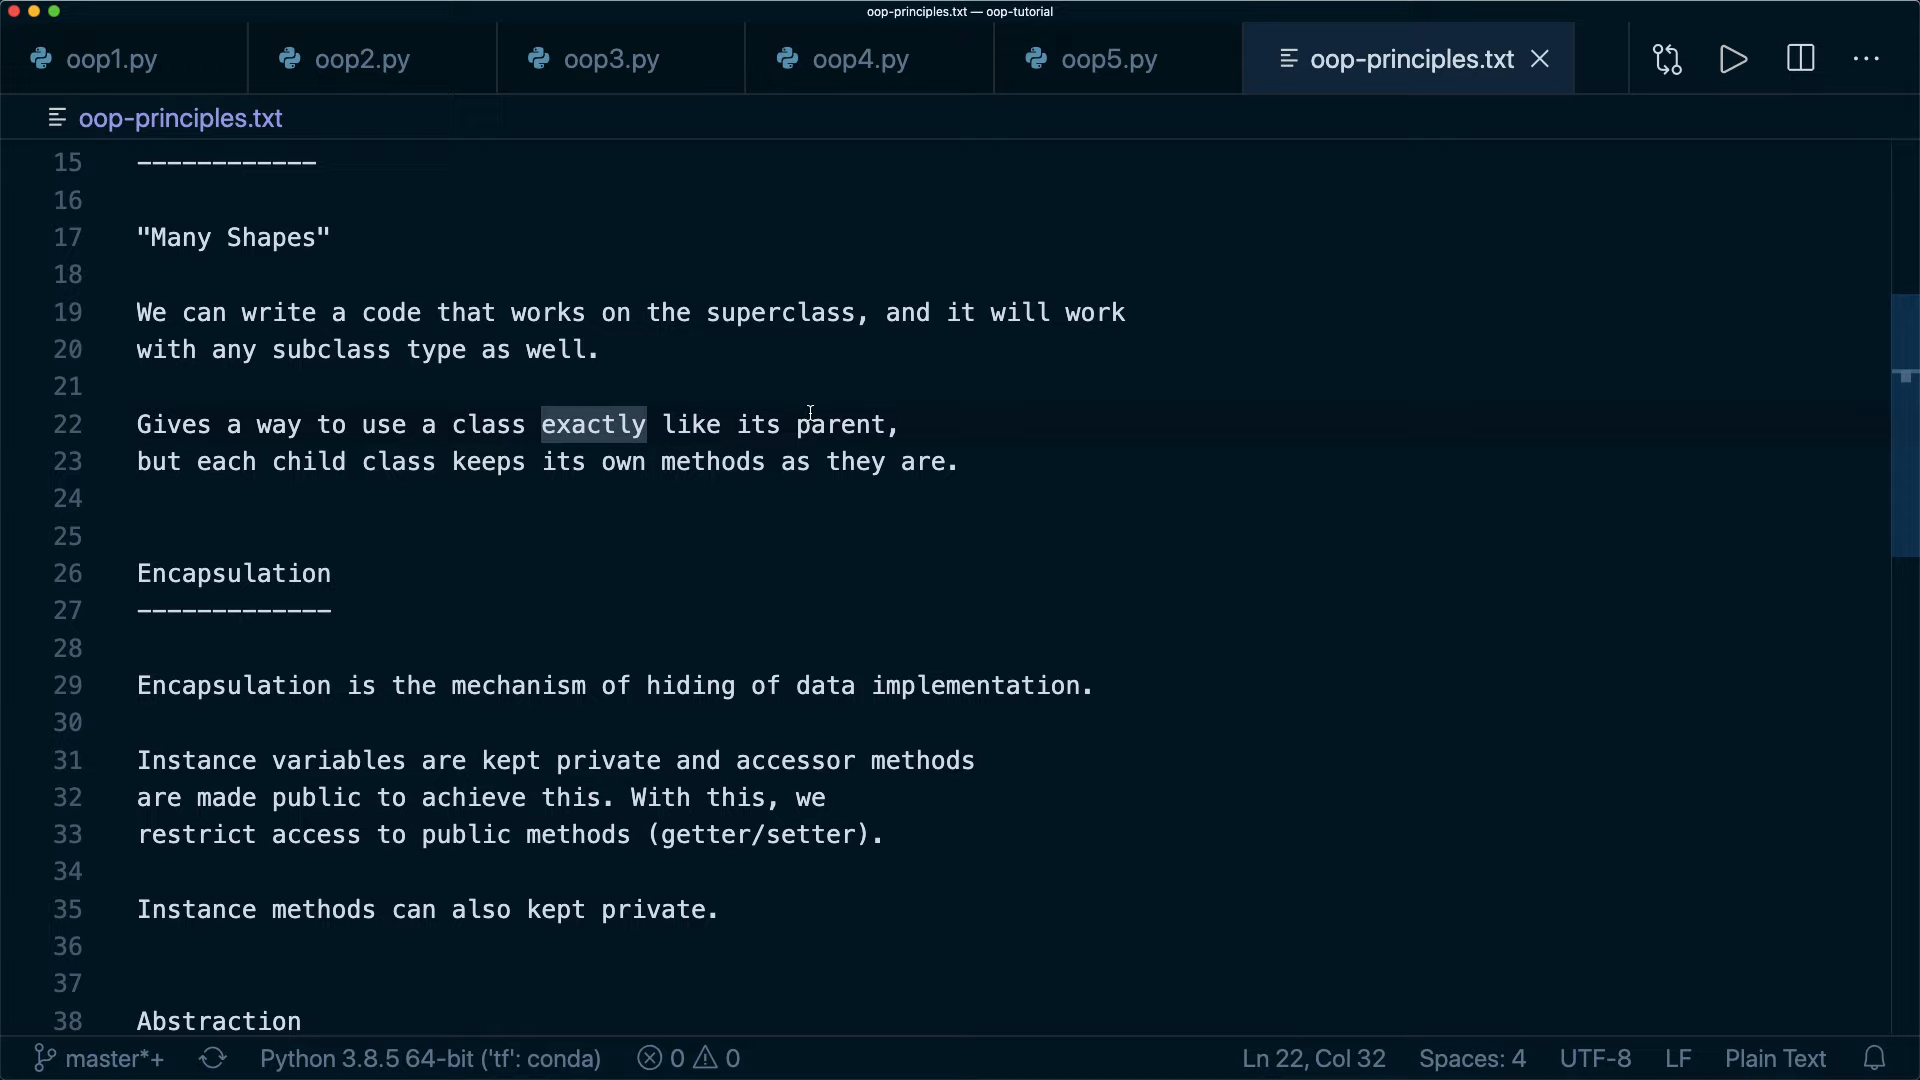 oop-principles.txt — oop-tutorial
oop1.py oop2.py oop3.py oop4.py oop5.py oop-principles.txt
oop-principles.txt
15 ------------
16
17 "Many Shapes"
18
19 We can write a code that works on the superclass, and it will work
20 with any subclass type as well.
21
22 Gives a way to use a class exactly like its parent,
23 but each child class keeps its own methods as they are.
24
25
26 Encapsulation
27 -------------
28
29 Encapsulation is the mechanism of hiding of data implementation.
30
31 Instance variables are kept private and accessor methods
32 are made public to achieve this. With this, we
33 restrict access to public methods (getter/setter).
34
35 Instance methods can also kept private.
36
37
38 Abstraction
master*+ Python 3.8.5 64-bit ('tf': conda) 0 0 Ln 22, Col 32 Spaces: 4 UTF-8 LF Plain Text